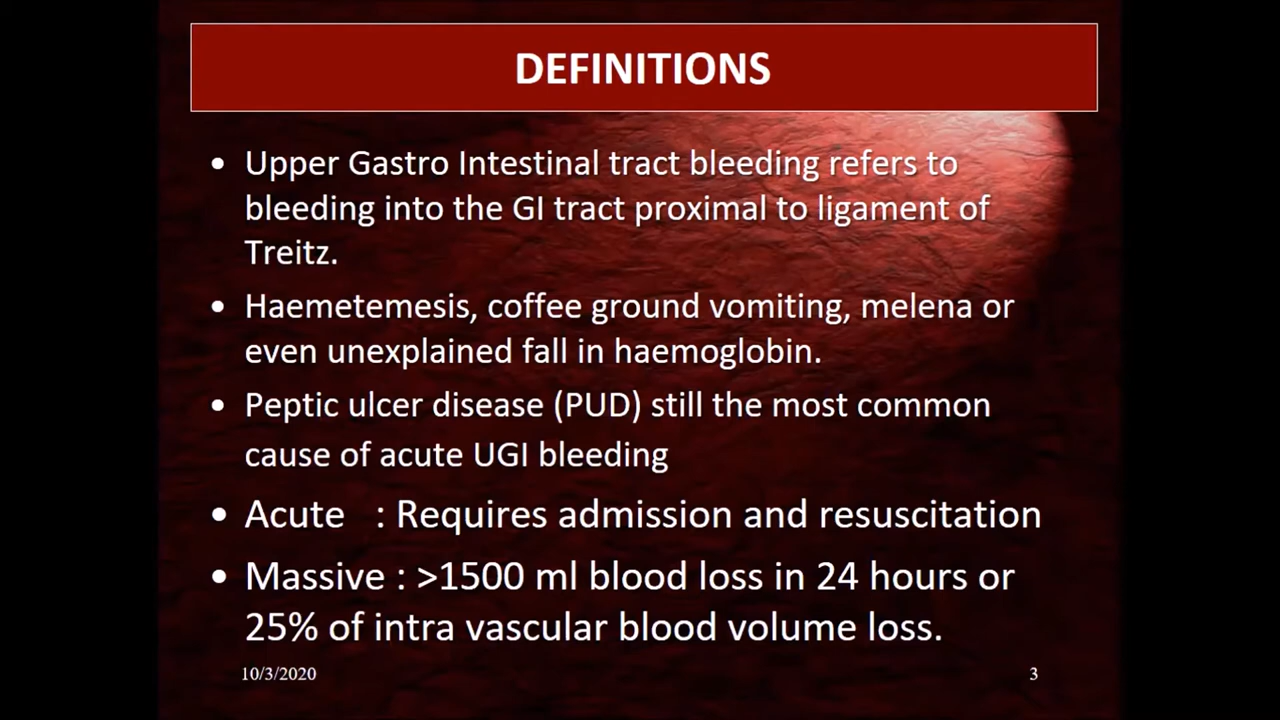 DEFINITIONS
• Upper Gastro Intestinal tract bleeding refers to
bleeding into the GI tract proximal to ligament of
Treitz.
• Haemetemesis, coffee ground vomiting, melena or
even unexplained fall in haemoglobin.
• Peptic ulcer disease (PUD) still the most common
cause of acute UGI bleeding
• Acute : Requires admission and resuscitation
• Massive : >1500 ml blood loss in 24 hours or
25% of intra vascular blood volume loss.
10/3/2020 3